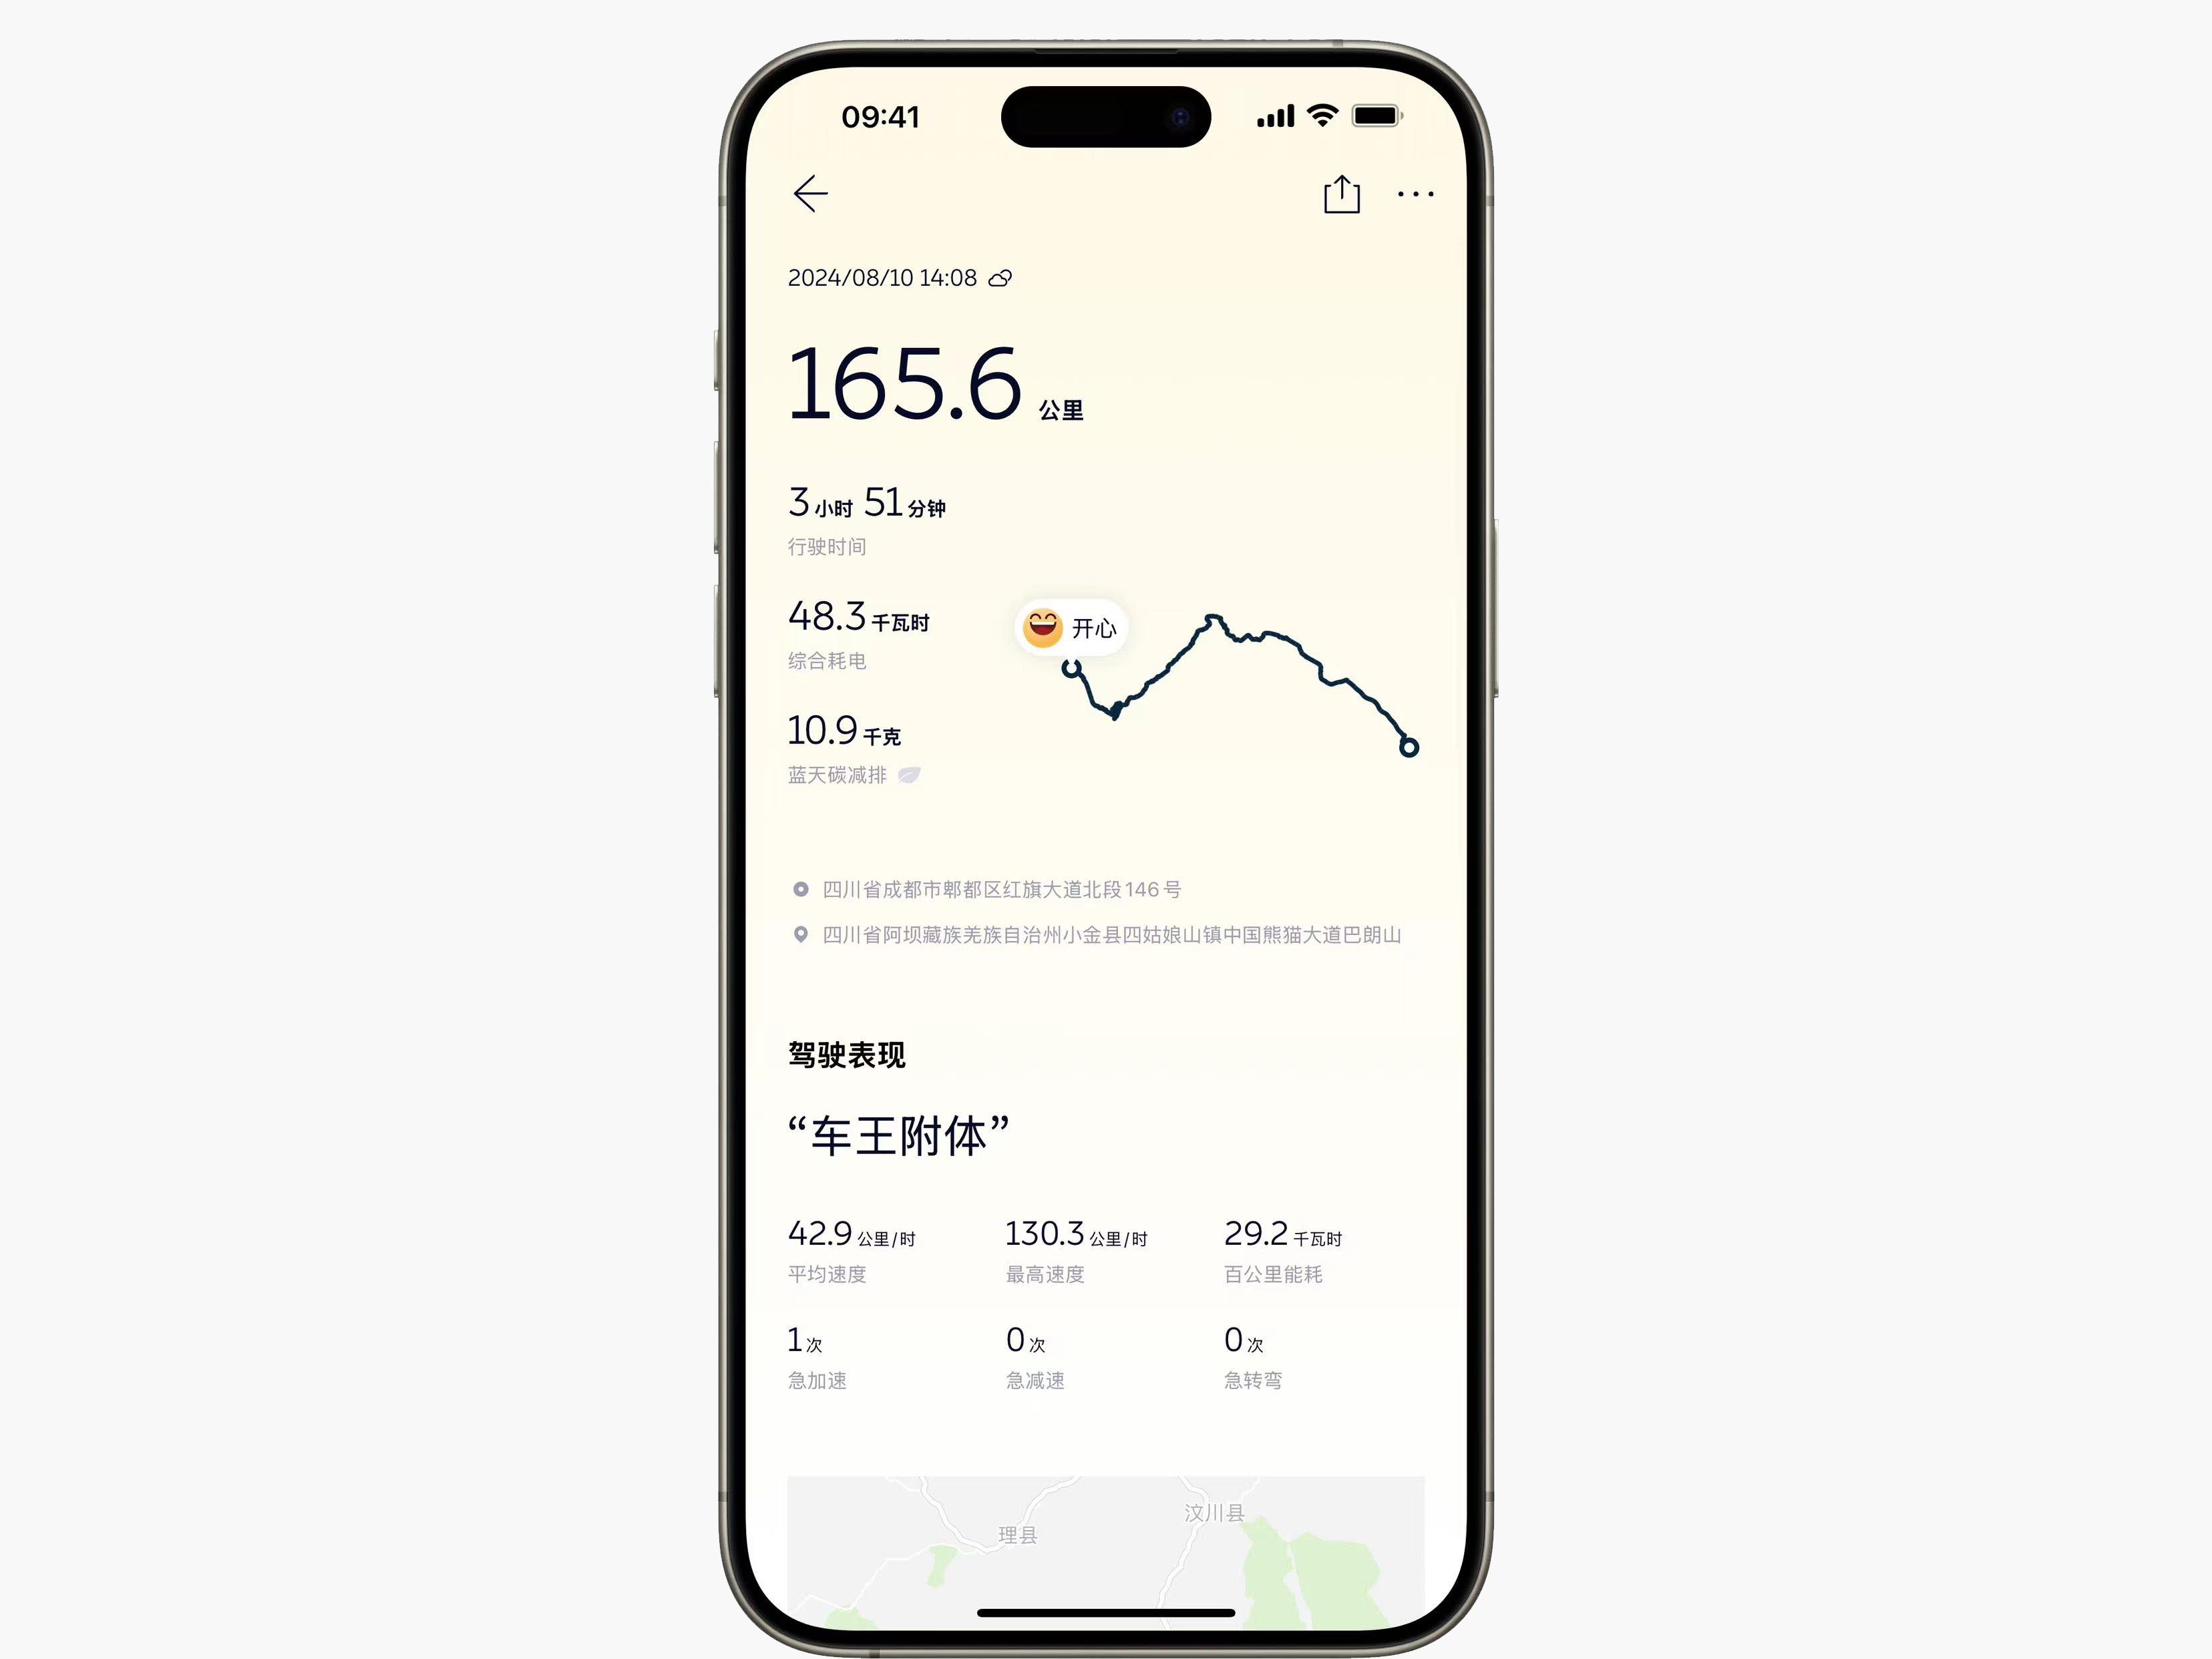 09:41
2024/08/10 14:08
165.6 公里
3 小时 51 分钟
行驶时间
48.3 千瓦时
综合耗电
开心
10.9 千克
蓝天碳减排
四川省成都市郫都区红旗大道北段146号
四川省阿坝藏族羌族自治州小金县四姑娘山镇中国熊猫大道巴朗山
驾驶表现
“车王附体”
42.9 公里/时 130.3 公里/时 29.2 千瓦时
平均速度 最高速度 百公里能耗
1 次 0 次 0 次
急加速 急减速 急转弯
汶川县
理县